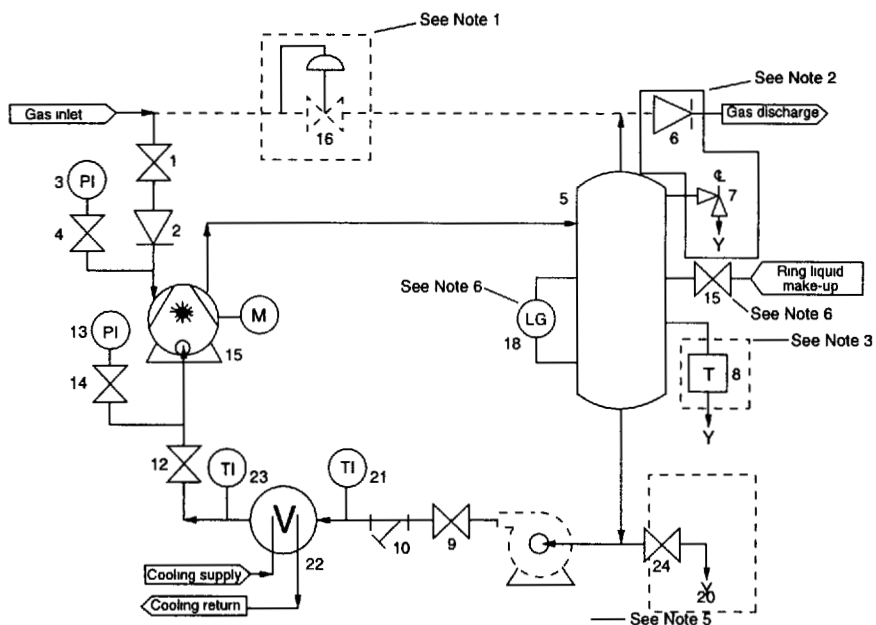 See Note 1
See Note 2
Gas inlet
Gas discharge
16
6
1
3
PI
5
7
4
2
Y
Ring liquid
make-up
15
See Note 6
LG
M
See Note 6
18
See Note 3
13
PI
15
T
8
14
Y
12
TI
23
TI
21
V
10
9
22
24
Cooling supply
20
Y
Cooling return
See Note 5